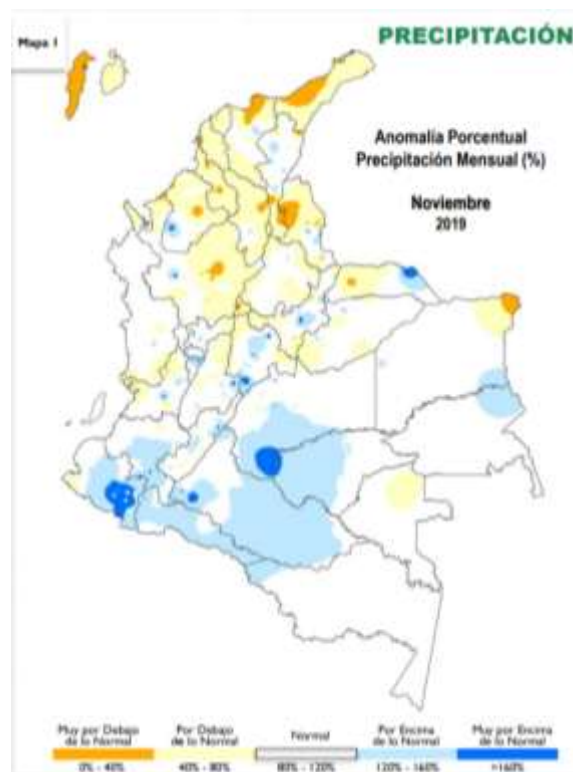 Mapa 1
PRECIPITACIÓN
Anomalía Porcentual
Precipitación Mensual (%)
Noviembre
2019
Muy por Debajo
de lo Normal
0% - 40%
Por Debajo
de lo Normal
40% - 80%
Normal
80% - 120%
Por Encima
de lo Normal
120% - 160%
Muy por Encima
de lo Normal
>160%